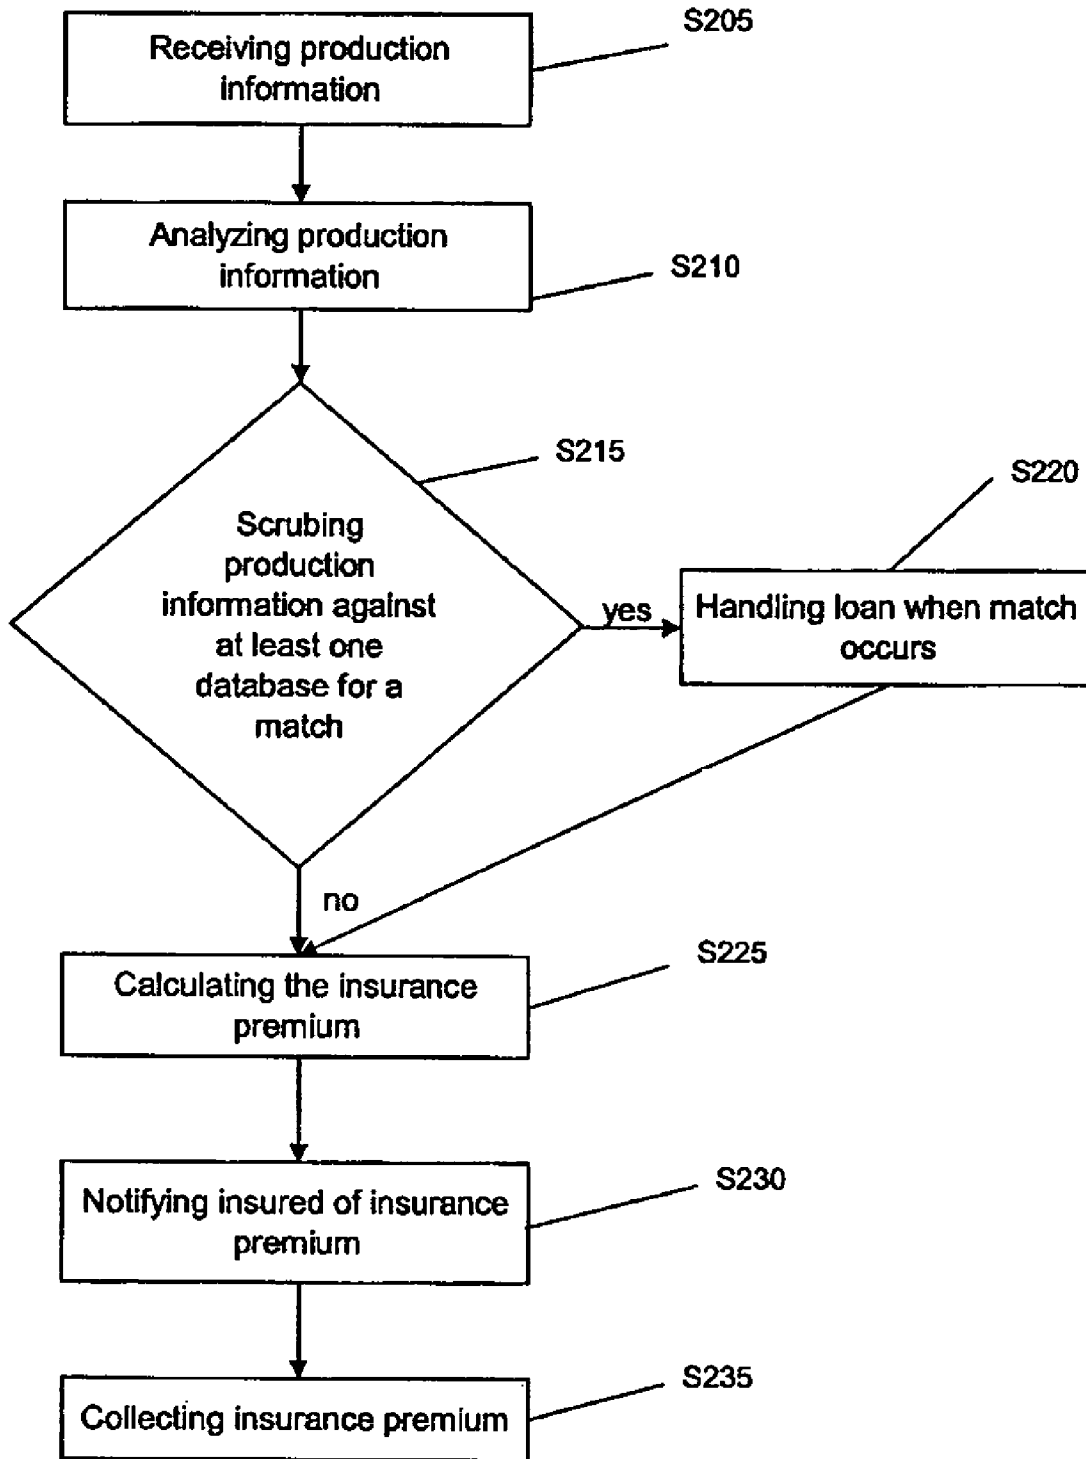 S205
Receiving production
information
Analyzing production
information
S210
S215
Scrubing
production
information against
at least one
database for a
match
yes
S220
Handling loan when match
occurs
no
S225
Calculating the insurance
premium
S230
Notifying insured of insurance
premium
S235
Collecting insurance premium